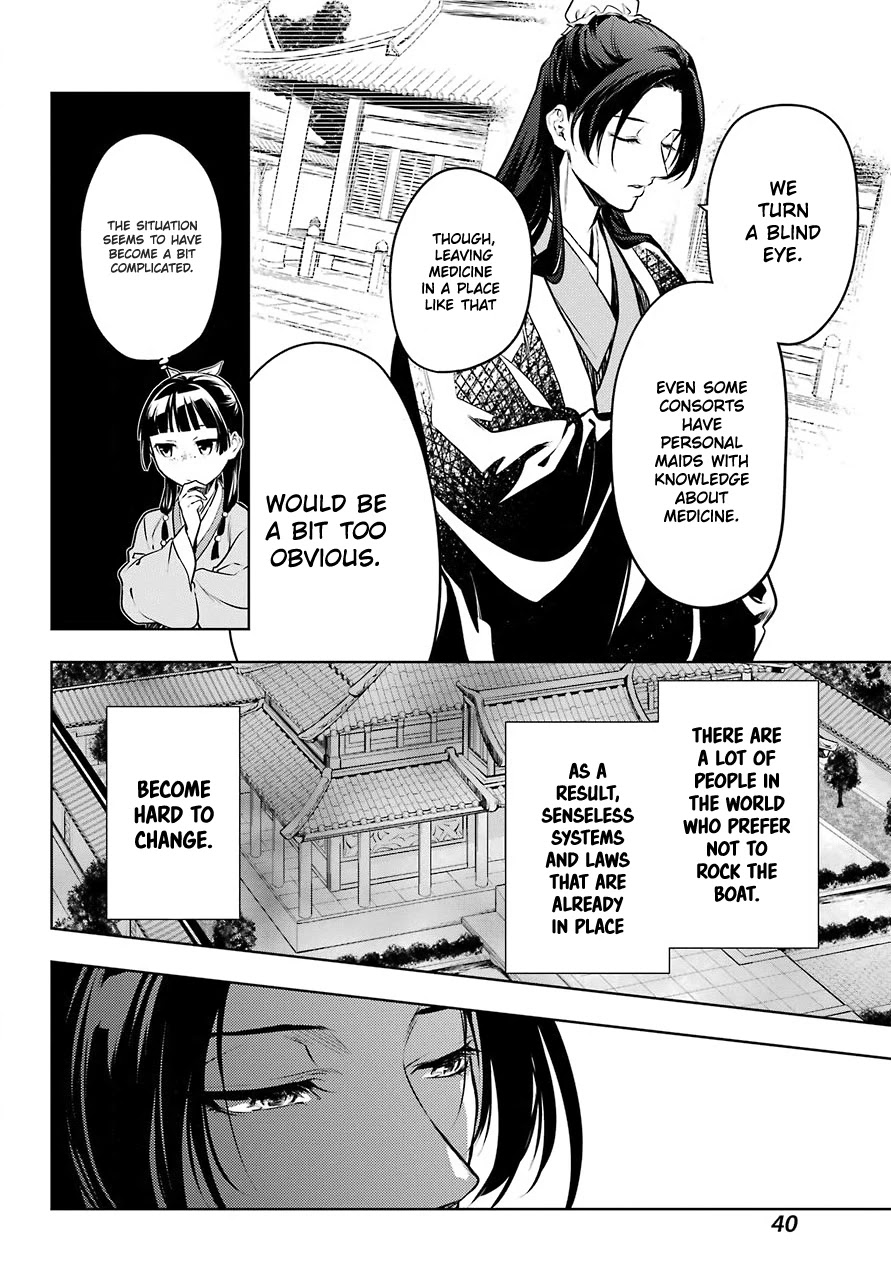 WE
TURN
A BLIND
EYE.
EVEN SOME
CONSORTS
HAVE
PERSONAL
MAIDS WITH
KNOWLEDGE
ABOUT
MEDICINE.
THOUGH,
LEAVING
MEDICINE
IN A PLACE
LIKE THAT
WOULD BE
A BIT TOO
OBVIOUS.
THE SITUATION
SEEMS TO HAVE
BECOME A BIT
COMPLICATED.
THERE ARE
A LOT OF
PEOPLE IN
THE WORLD
WHO PREFER
NOT TO
ROCK THE
BOAT.
AS A
RESULT,
SENSELESS
SYSTEMS
AND LAWS
THAT ARE
ALREADY
IN PLACE
BECOME
HARD TO
CHANGE.
40